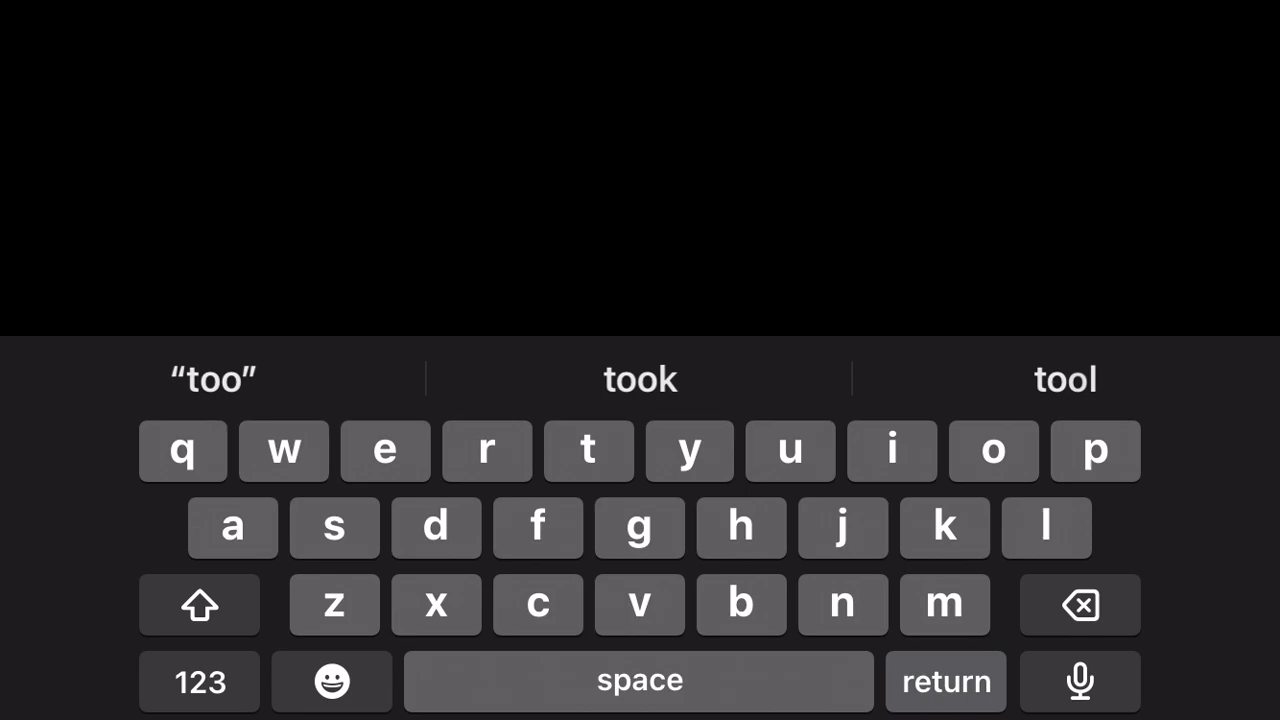 “too” took tool
q w e r t y u i o p
a s d f g h j k l
z x c v b n m
123 space return